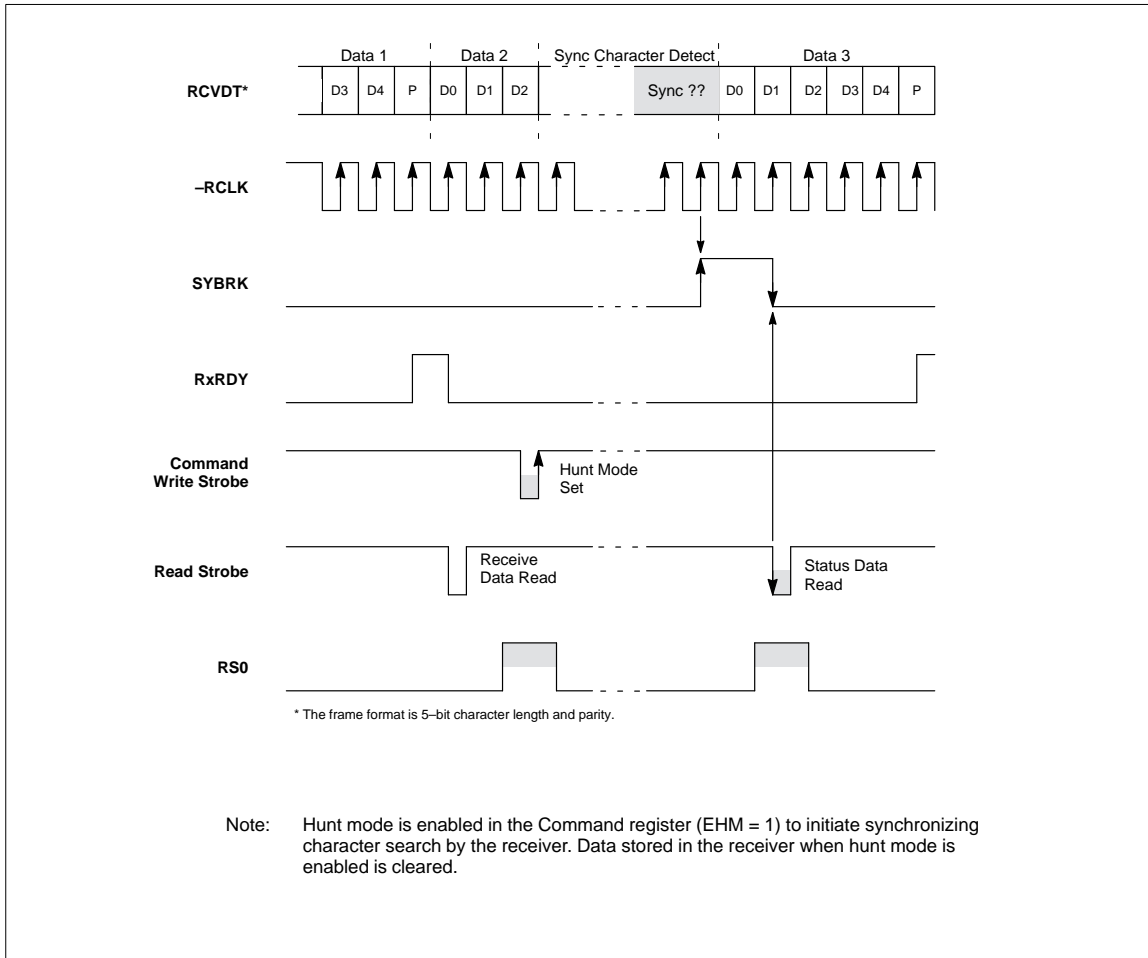 Data 1 Data 2 Sync Character Detect Data 3
RCVDT* D3 D4 P D0 D1 D2 Sync ?? D0 D1 D2 D3 D4 P
–RCLK
SYBRK
RxRDY
Command
Write Strobe
Hunt Mode
Set
Read Strobe
Receive
Data Read
Status Data
Read
RS0
* The frame format is 5–bit character length and parity.
Note: Hunt mode is enabled in the Command register (EHM = 1) to initiate synchronizing
character search by the receiver. Data stored in the receiver when hunt mode is
enabled is cleared.